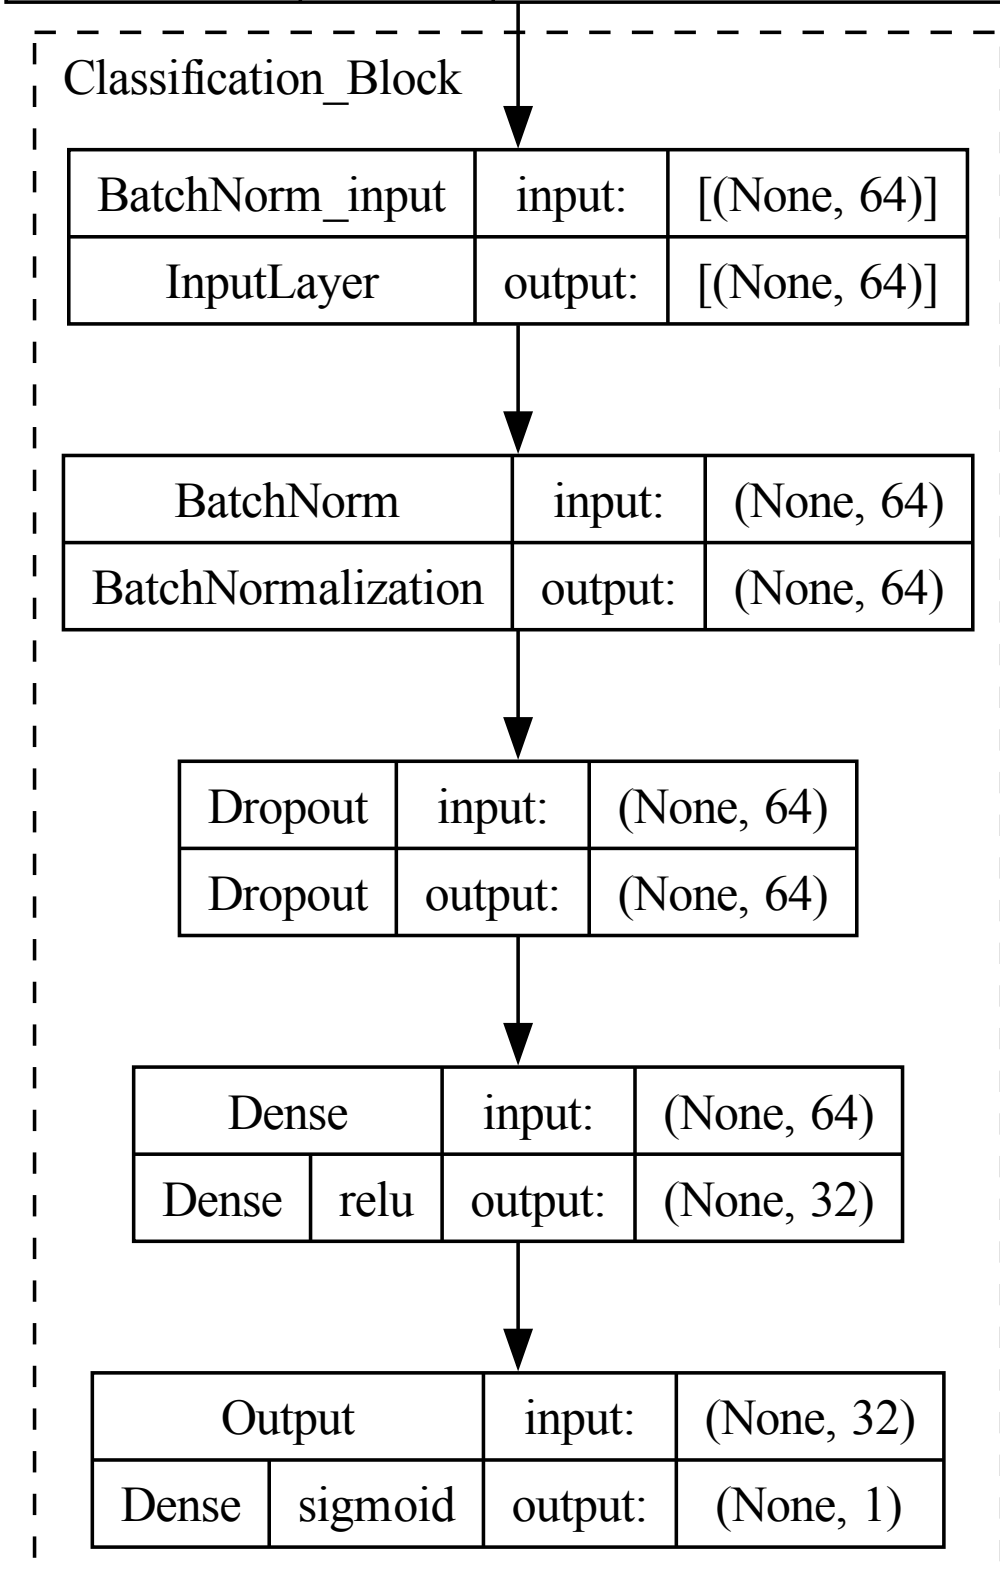 Classification_Block
BatchNorm_input input: [(None, 64)]
InputLayer output: [(None, 64)]
BatchNorm input: (None, 64)
BatchNormalization output: (None, 64)
Dropout input: (None, 64)
Dropout output: (None, 64)
Dense input: (None, 64)
Dense relu output: (None, 32)
Output input: (None, 32)
Dense sigmoid output: (None, 1)